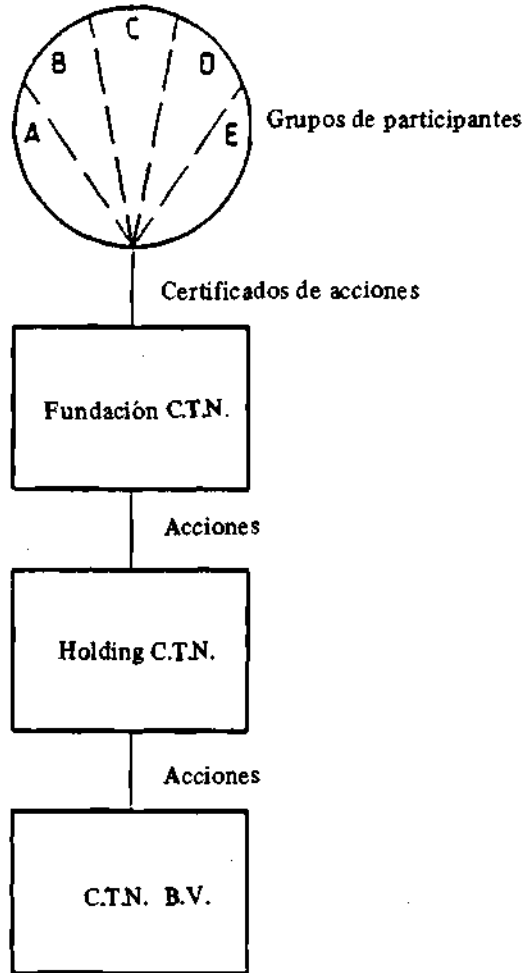 A
B
C
D
E
Grupos de participantes
Certificados de acciones
Fundación C.T.N.
Acciones
Holding C.T.N.
Acciones
C.T.N. B.V.